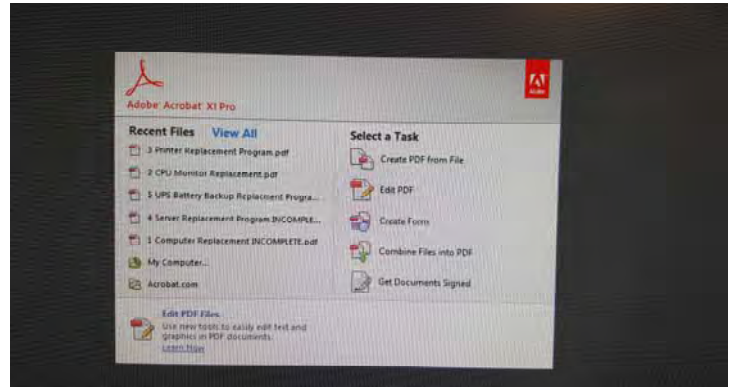 Adobe Acrobat XI Pro
Adobe
Recent Files View All
3 Printer Replacement Program.pdf
2 CPU Monitor Replacement.pdf
5 UPS Battery Backup Replacment Progra...
4 Server Replacement Program INCOMPLE...
1 Computer Replacement INCOMPLETE.pdf
My Computer...
Acrobat.com
Select a Task
Create PDF from File
Edit PDF
Create Form
Combine Files into PDF
Get Documents Signed
Edit PDF Files
Use new tools to easily edit text and
graphics in PDF documents.
Learn How